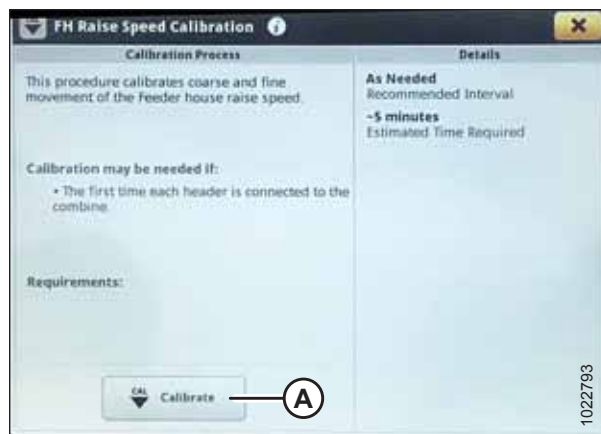 FH Raise Speed Calibration i
Calibration Process
This procedure calibrates coarse and fine
movement of the Feeder house raise speed.
Calibration may be needed if:
• The first time each header is connected to the
combine.
Requirements:
CAL Calibrate
A
Details
As Needed
Recommended Interval
~5 minutes
Estimated Time Required
1022793